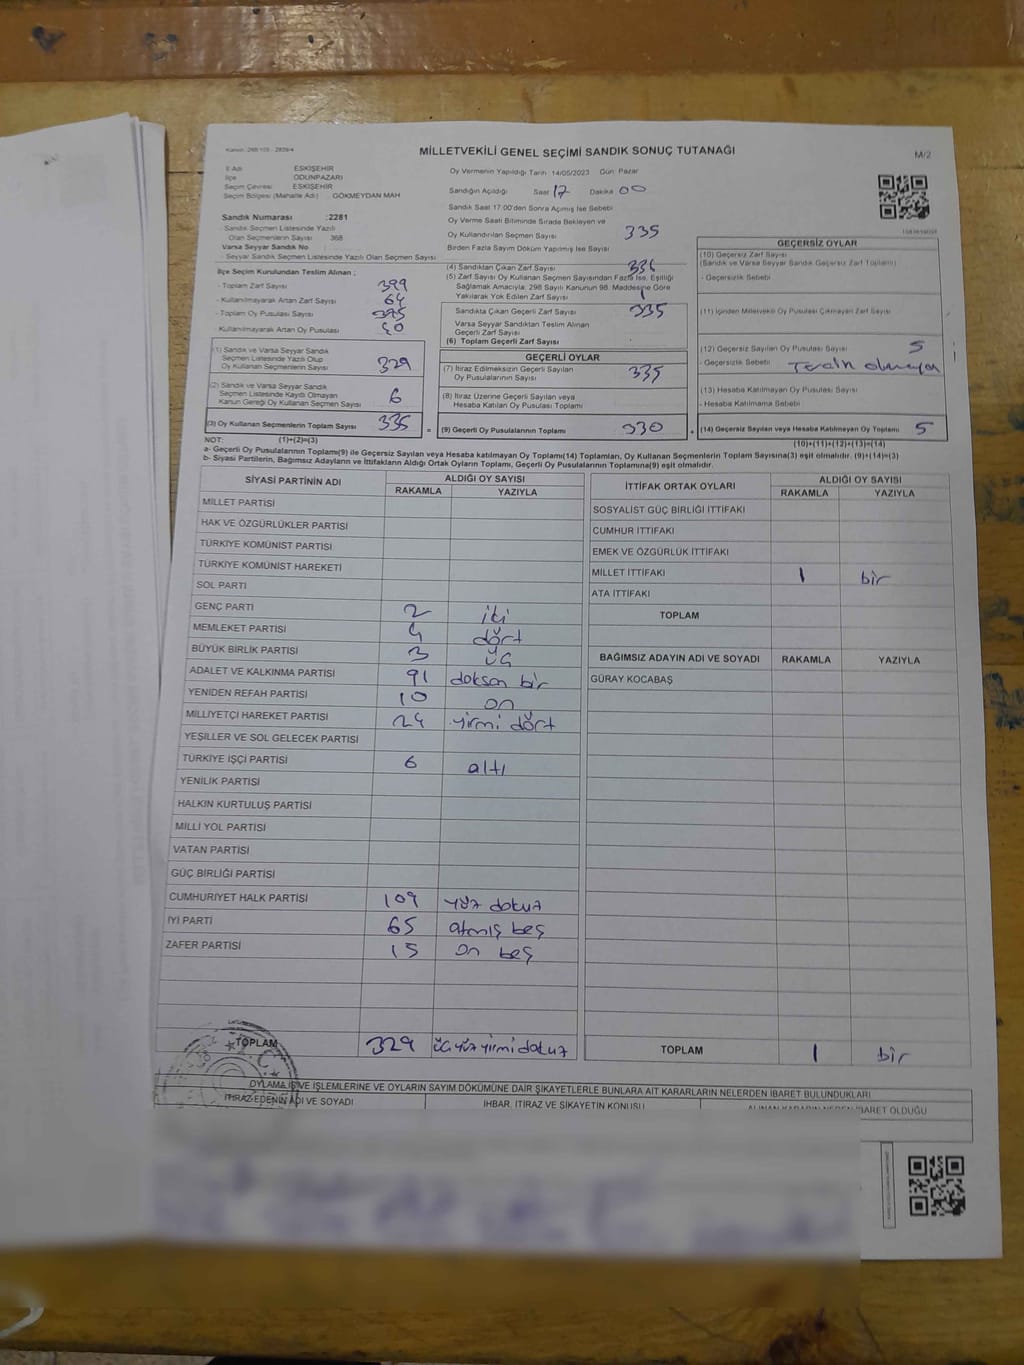 Kanun: 298 105 - 2839/4
MİLLETVEKİLİ GENEL SEÇİMİ SANDIK SONUÇ TUTANAĞI
M/2
İl Adı ESKİŞEHİR
İlçe ODUNPAZARI
Seçim Çevresi ESKİŞEHİR
Seçim Bölgesi (Mahalle Adı) GÖKMEYDAN MAH
Sandık Numarası :2281
Sandık Seçmen Listesinde Yazılı
Olan Seçmenlerin Sayısı 368
Varsa Seyyar Sandık No
Seyyar Sandık Seçmen Listesinde Yazılı Olan Seçmen Sayısı
İlçe Seçim Kurulundan Teslim Alınan ;
- Toplam Zarf Sayısı 399
- Kullanılmayarak Artan Zarf Sayısı 64
- Toplam Oy Pusulası Sayısı 395
- Kullanılmayarak Artan Oy Pusulası
(1) Sandık ve Varsa Seyyar Sandık
Seçmen Listesinde Yazılı Olup
Oy Kullanan Seçmenlerin Sayısı 329
(2) Sandık ve Varsa Seyyar Sandık
Seçmen Listesinde Kayıtlı Olmayan
Kanun Gereği Oy Kullanan Seçmen Sayısı 6
(3) Oy Kullanan Seçmenlerin Toplam Sayısı 335
Oy Vermenin Yapıldığı Tarih: 14/05/2023 Gün: Pazar
Sandığın Açıldığı Saat 17 Dakika 00
Sandık Saat 17:00'den Sonra Açılmış İse Sebebi
Oy Verme Saati Bitiminde Sırada Bekleyen ve
Oy Kullandırılan Seçmen Sayısı 335
Birden Fazla Sayım Döküm Yapılmış İse Sayısı
(4) Sandıktan Çıkan Zarf Sayısı 336
(5) Zarf Sayısı Oy Kullanan Seçmen Sayısından Fazla İse, Eşitliği
Sağlamak Amacıyla, 298 Sayılı Kanunun 98. Maddesine Göre
Yakılarak Yok Edilen Zarf Sayısı 1
Sandıkta Çıkan Geçerli Zarf Sayısı 335
Varsa Seyyar Sandıktan Teslim Alınan
Geçerli Zarf Sayısı
(6) Toplam Geçerli Zarf Sayısı
GEÇERLİ OYLAR
(7) İtiraz Edilmeksizin Geçerli Sayılan
Oy Pusulalarının Sayısı 335
(8) İtiraz Üzerine Geçerli Sayılan veya
Hesaba Katılan Oy Pusulası Toplamı
= (9) Geçerli Oy Pusulalarının Toplamı 330
GEÇERSİZ OYLAR
(10) Geçersiz Zarf Sayısı
(Sandık ve Varsa Seyyar Sandık Geçersiz Zarf Toplamı)
- Geçersizlik Sebebi
(11) İçinden Milletvekili Oy Pusulası Çıkmayan Zarf Sayısı
(12) Geçersiz Sayılan Oy Pusulası Sayısı 5
- Geçersizlik Sebebi Tercih olmayan
(13) Hesaba Katılmayan Oy Pusulası Sayısı
- Hesaba Katılmama Sebebi
+ (14) Geçersiz Sayılan veya Hesaba Katılmayan Oy Toplamı 5
NOT: (1)+(2)=(3)
(10)+(11)+(12)+(13)=(14)
a- Geçerli Oy Pusulalarının Toplamı(9) ile Geçersiz Sayılan veya Hesaba katılmayan Oy Toplamı(14) Toplamları, Oy Kullanan Seçmenlerin Toplam Sayısına(3) eşit olmalıdır. (9)+(14)=(3)
b- Siyasi Partilerin, Bağımsız Adayların ve İttifakların Aldığı Ortak Oyların Toplamı, Geçerli Oy Pusulalarının Toplamına(9) eşit olmalıdır.
SİYASİ PARTİNİN ADI ALDIĞI OY SAYISI
RAKAMLA YAZIYLA
MİLLET PARTİSİ
HAK VE ÖZGÜRLÜKLER PARTİSİ
TÜRKİYE KOMÜNİST PARTİSİ
TÜRKİYE KOMÜNİST HAREKETİ
SOL PARTİ
GENÇ PARTİ 2 iki
MEMLEKET PARTİSİ 4 dört
BÜYÜK BİRLİK PARTİSİ 3 üç
ADALET VE KALKINMA PARTİSİ 91 doksan bir
YENİDEN REFAH PARTİSİ 10 on
MİLLİYETÇİ HAREKET PARTİSİ 24 yirmi dört
YEŞİLLER VE SOL GELECEK PARTİSİ
TÜRKİYE İŞÇİ PARTİSİ 6 altı
YENİLİK PARTİSİ
HALKIN KURTULUŞ PARTİSİ
MİLLİ YOL PARTİSİ
VATAN PARTİSİ
GÜÇ BİRLİĞİ PARTİSİ
CUMHURİYET HALK PARTİSİ 109 yüz dokuz
İYİ PARTİ 65 atmış beş
ZAFER PARTİSİ 15 on beş
TOPLAM 329 üç yüz yirmi dokuz
İTTİFAK ORTAK OYLARI ALDIĞI OY SAYISI
RAKAMLA YAZIYLA
SOSYALİST GÜÇ BİRLİĞİ İTTİFAKI
CUMHUR İTTİFAKI
EMEK VE ÖZGÜRLÜK İTTİFAKI
MİLLET İTTİFAKI 1 bir
ATA İTTİFAKI
TOPLAM
BAĞIMSIZ ADAYIN ADI VE SOYADI RAKAMLA YAZIYLA
GÜRAY KOCABAŞ
TOPLAM 1 bir
OYLAMA İŞ VE İŞLEMLERİNE VE OYLARIN SAYIM DÖKÜMÜNE DAİR ŞİKAYETLERLE BUNLARA AİT KARARLARIN NELERDEN İBARET BULUNDUKLARI
İTİRAZ EDENİN ADI VE SOYADI İHBAR, İTİRAZ VE ŞİKAYETİN KONUSU ALINAN KARARIN NEDEN İBARET OLDUĞU